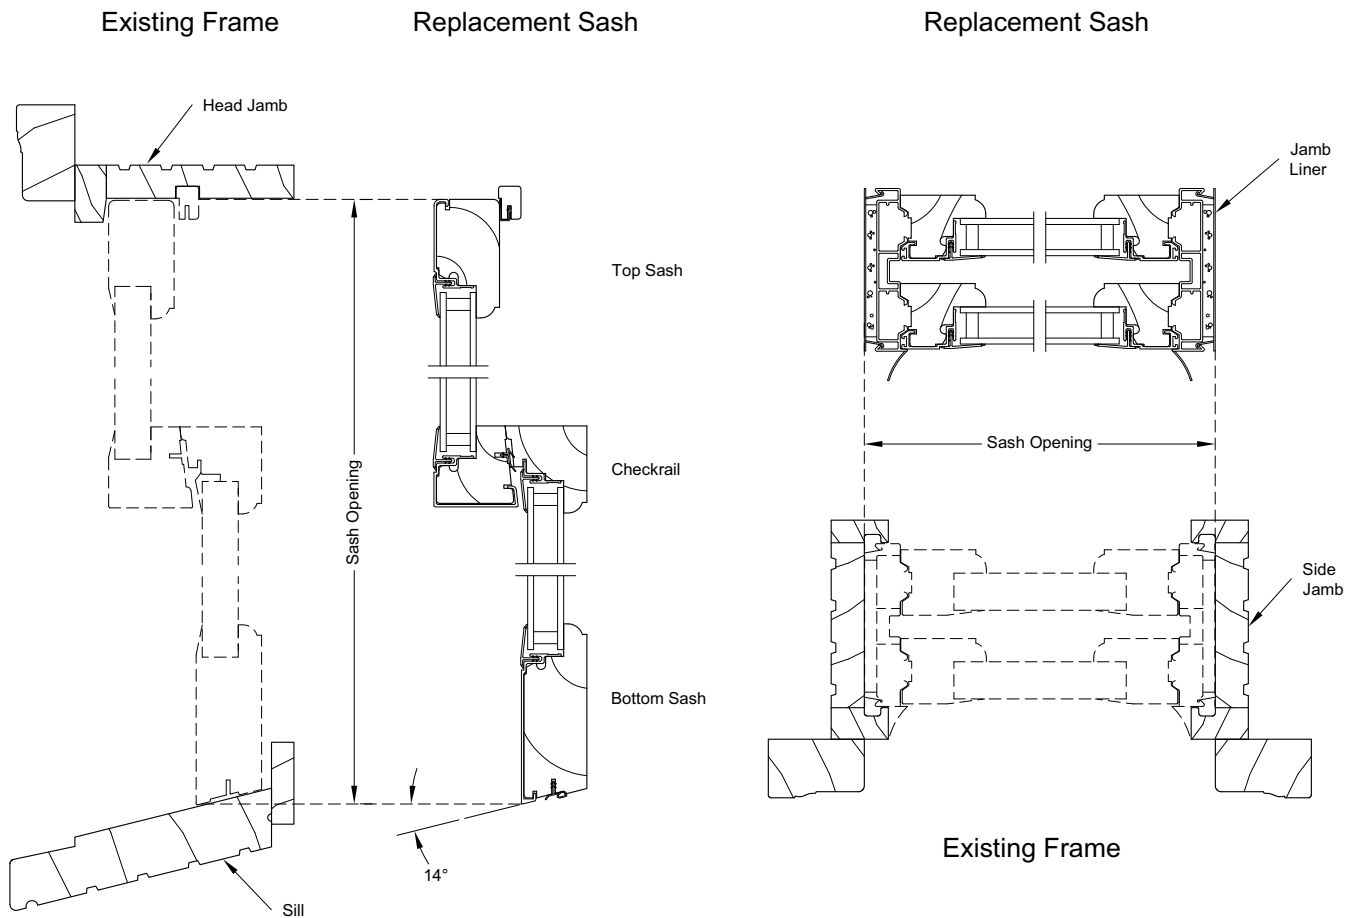 Existing Frame
Replacement Sash
Replacement Sash
Head Jamb
Jamb
Liner
Top Sash
Sash Opening
Checkrail
Sash Opening
Side
Jamb
Bottom Sash
Existing Frame
14°
Sill